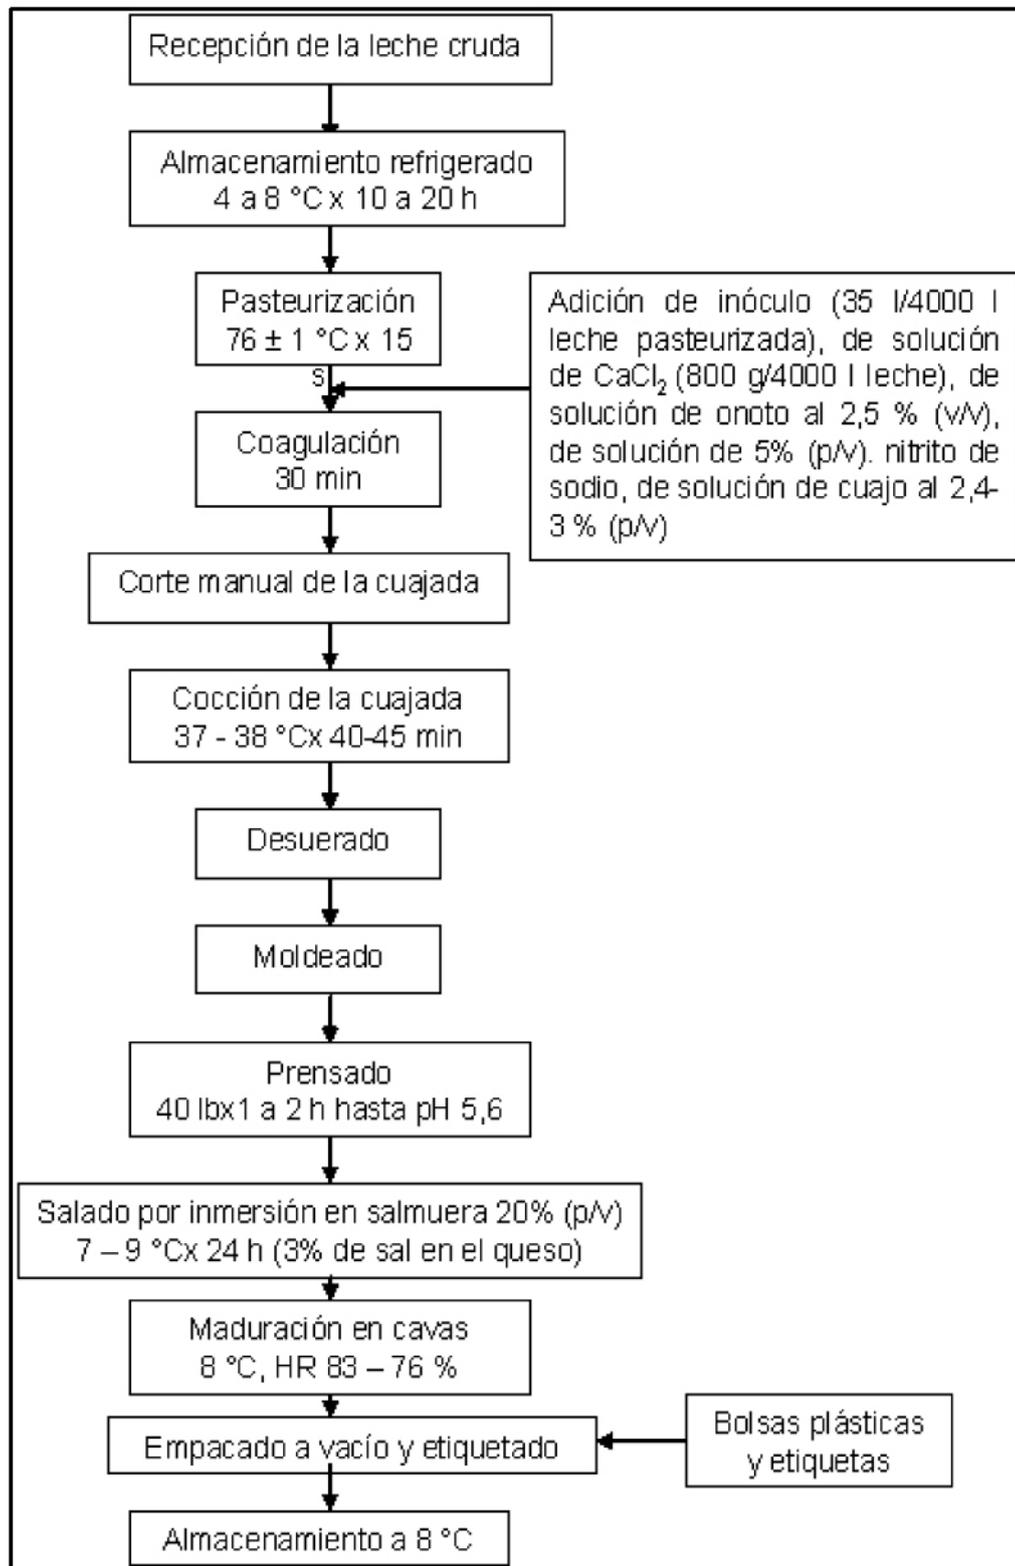 Recepción de la leche cruda
Almacenamiento refrigerado
4 a 8 °C x 10 a 20 h
Pasteurización
76 ± 1 °C x 15
s
Adición de inóculo (35 l/4000 l
leche pasteurizada), de solución
de CaCl₂ (800 g/4000 l leche), de
solución de onoto al 2,5 % (v/v),
de solución de 5% (p/v). nitrito de
sodio, de solución de cuajo al 2,4-
3 % (p/v)
Coagulación
30 min
Corte manual de la cuajada
Cocción de la cuajada
37 - 38 °Cx 40-45 min
Desuerado
Moldeado
Prensado
40 lbx1 a 2 h hasta pH 5,6
Salado por inmersión en salmuera 20% (p/v)
7 – 9 °Cx 24 h (3% de sal en el queso)
Maduración en cavas
8 °C, HR 83 – 76 %
Empacado a vacío y etiquetado
Bolsas plásticas
y etiquetas
Almacenamiento a 8 °C